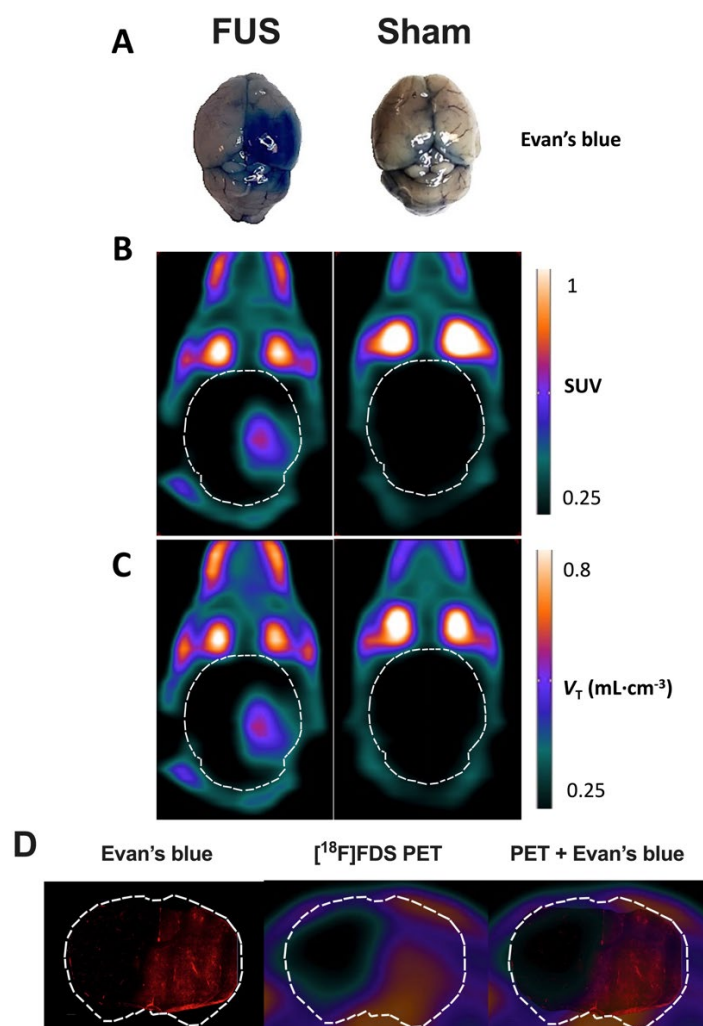 A
FUS
Sham
Evan's blue
B
1
SUV
0.25
C
0.8
V_T (mL·cm⁻³)
0.25
D
Evan's blue
[¹⁸F]FDS PET
PET + Evan's blue